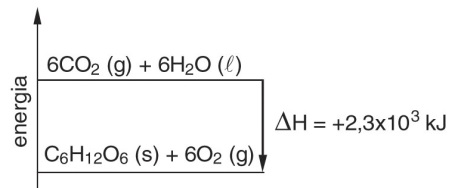 energia
6CO₂ (g) + 6H₂O (ℓ)
ΔH = +2,3x10³ kJ
C₆H₁₂O₆ (s) + 6O₂ (g)